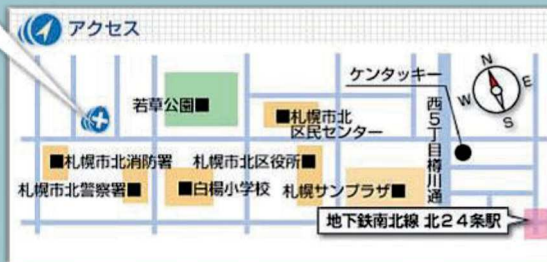 アクセス
ケンタッキー
N
E
W
S
若草公園■
■札幌市北
区民センター
西5丁目樽川通
■札幌市北消防署
札幌市北区役所■
札幌市北警察署■
■白楊小学校
札幌サンプラザ■
地下鉄南北線 北24条駅